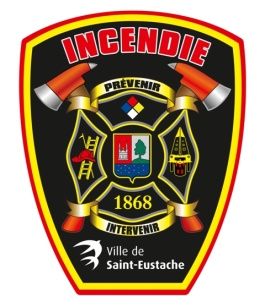 INCENDIE
PRÉVENIR
1868
INTERVENIR
Ville de
Saint-Eustache